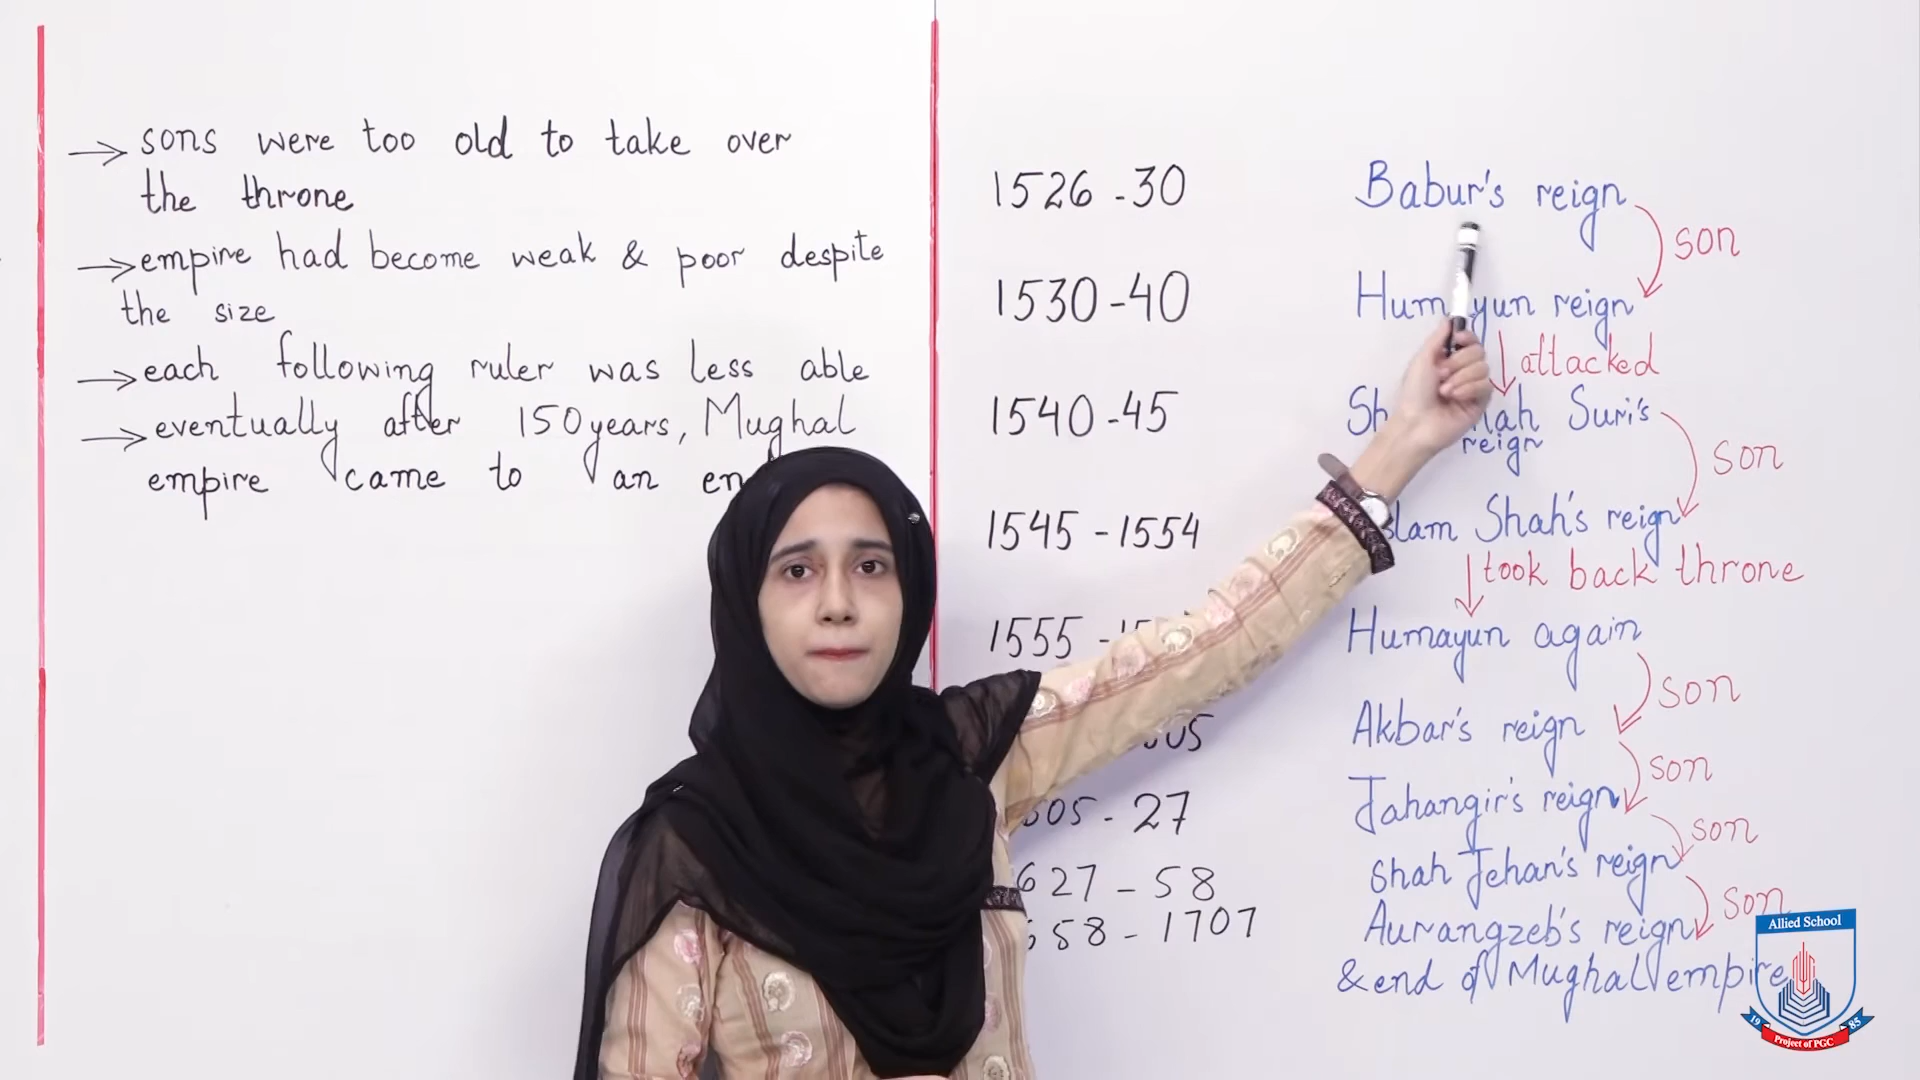 → sons were too old to take over
the throne
→ empire had become weak & poor despite
the size
→ each following ruler was less able
→ eventually after 150 years, Mughal
empire came to an
1526 - 30 Babur's reign
son
1530 - 40 Humayun reign
attacked
1540 - 45 Suri's
reign
son
1545 - 1554 Shah's reign
took back throne
1555 - Humayun again
son
Akbar's reign
son
- 27 Jahangir's reign
son
- 58 Shah Jehan's reign
son
- 1707 Aurangzeb's reign
& end of Mughal empire
Allied School
19 85
Project of PGC